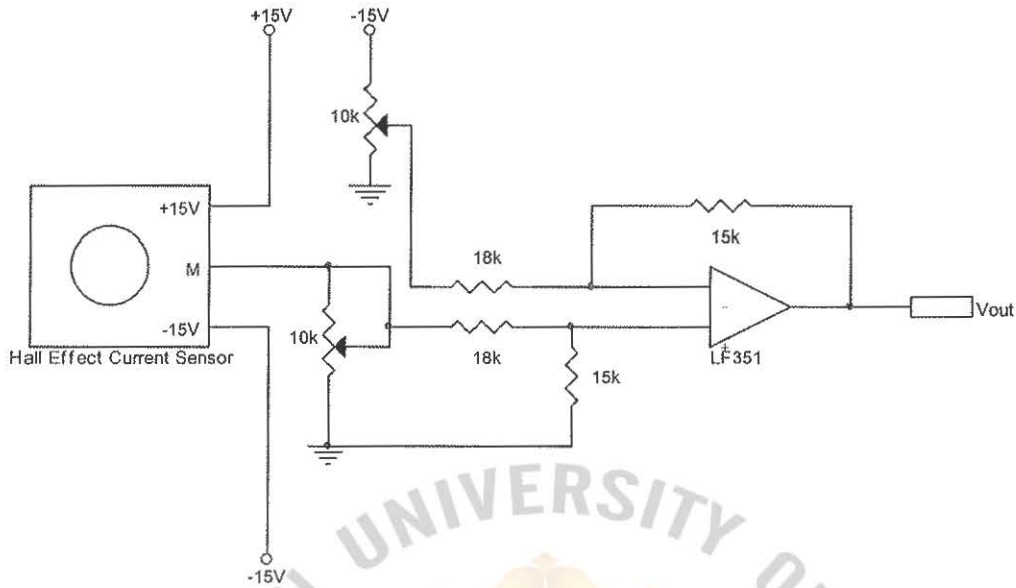 +15V
-15V
10k
+15V
15k
18k
M
-15V
10k
Vout
Hall Effect Current Sensor
18k
LF351
15k
-15V
UNIVERSITY O